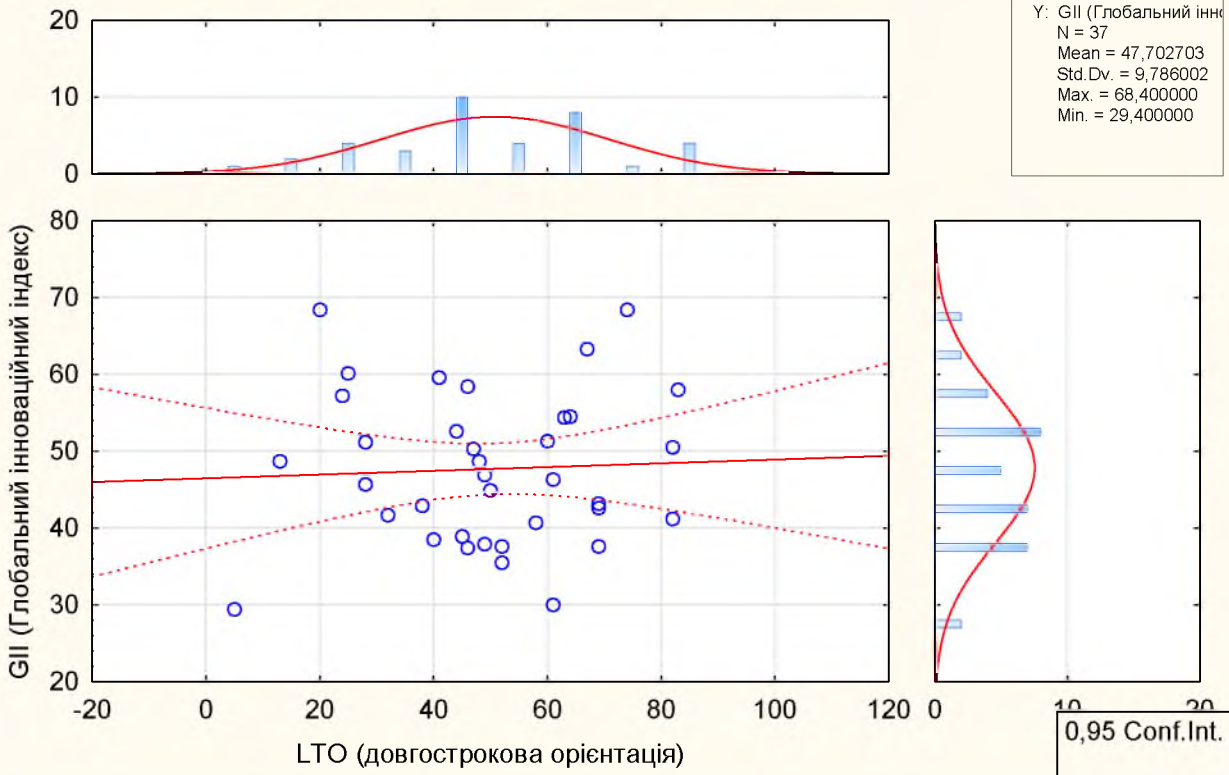 20
10
0
Y: GII (Глобальний
N = 37
Mean = 47,702703
Std.Dv. = 9,786002
Max. = 68,400000
Min. = 29,400000
GII (Глобальний інноваційний індекс)
80
70
60
50
40
30
20
-20 0 20 40 60 80 100 120
LTO (довгострокова орієнтація)
0 10 20
0,95 Conf.Int.